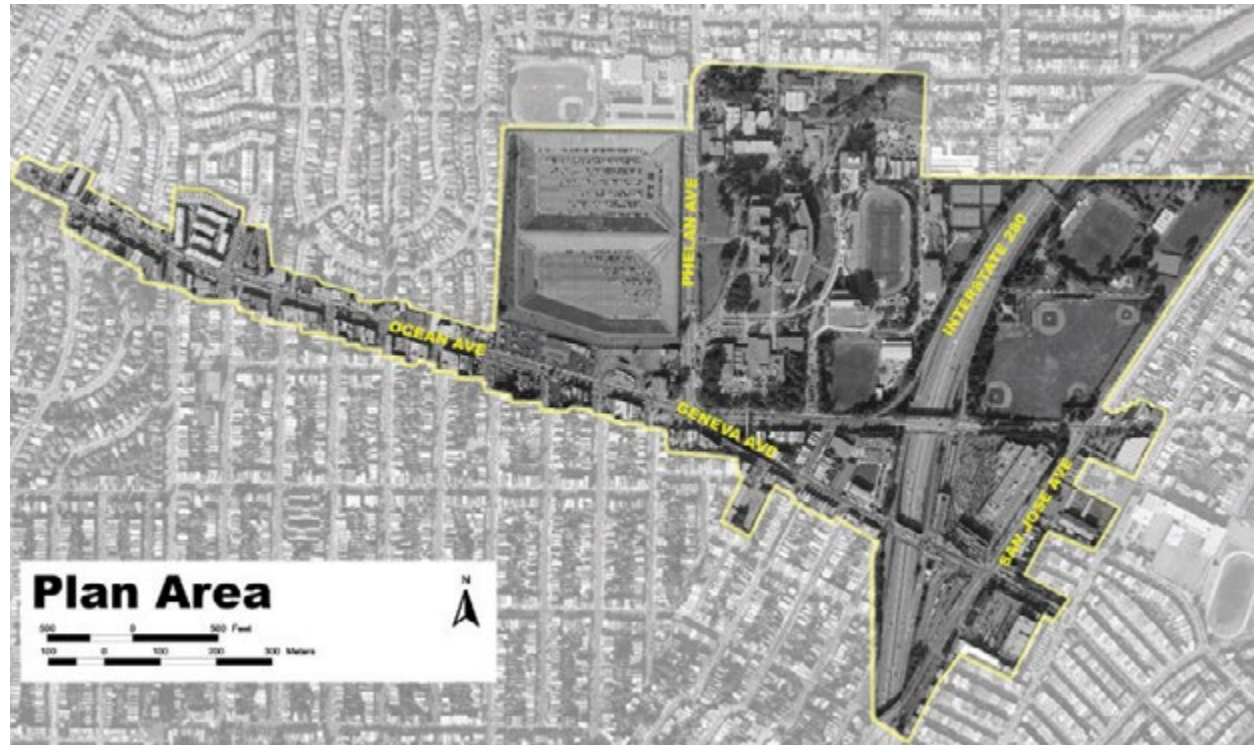 PHELAN AVE
INTERSTATE 280
OCEAN AVE
GENEVA AVE
SAN JOSE AVE
Plan Area
N
500 0 500 Feet
100 0 100 200 300 Meters